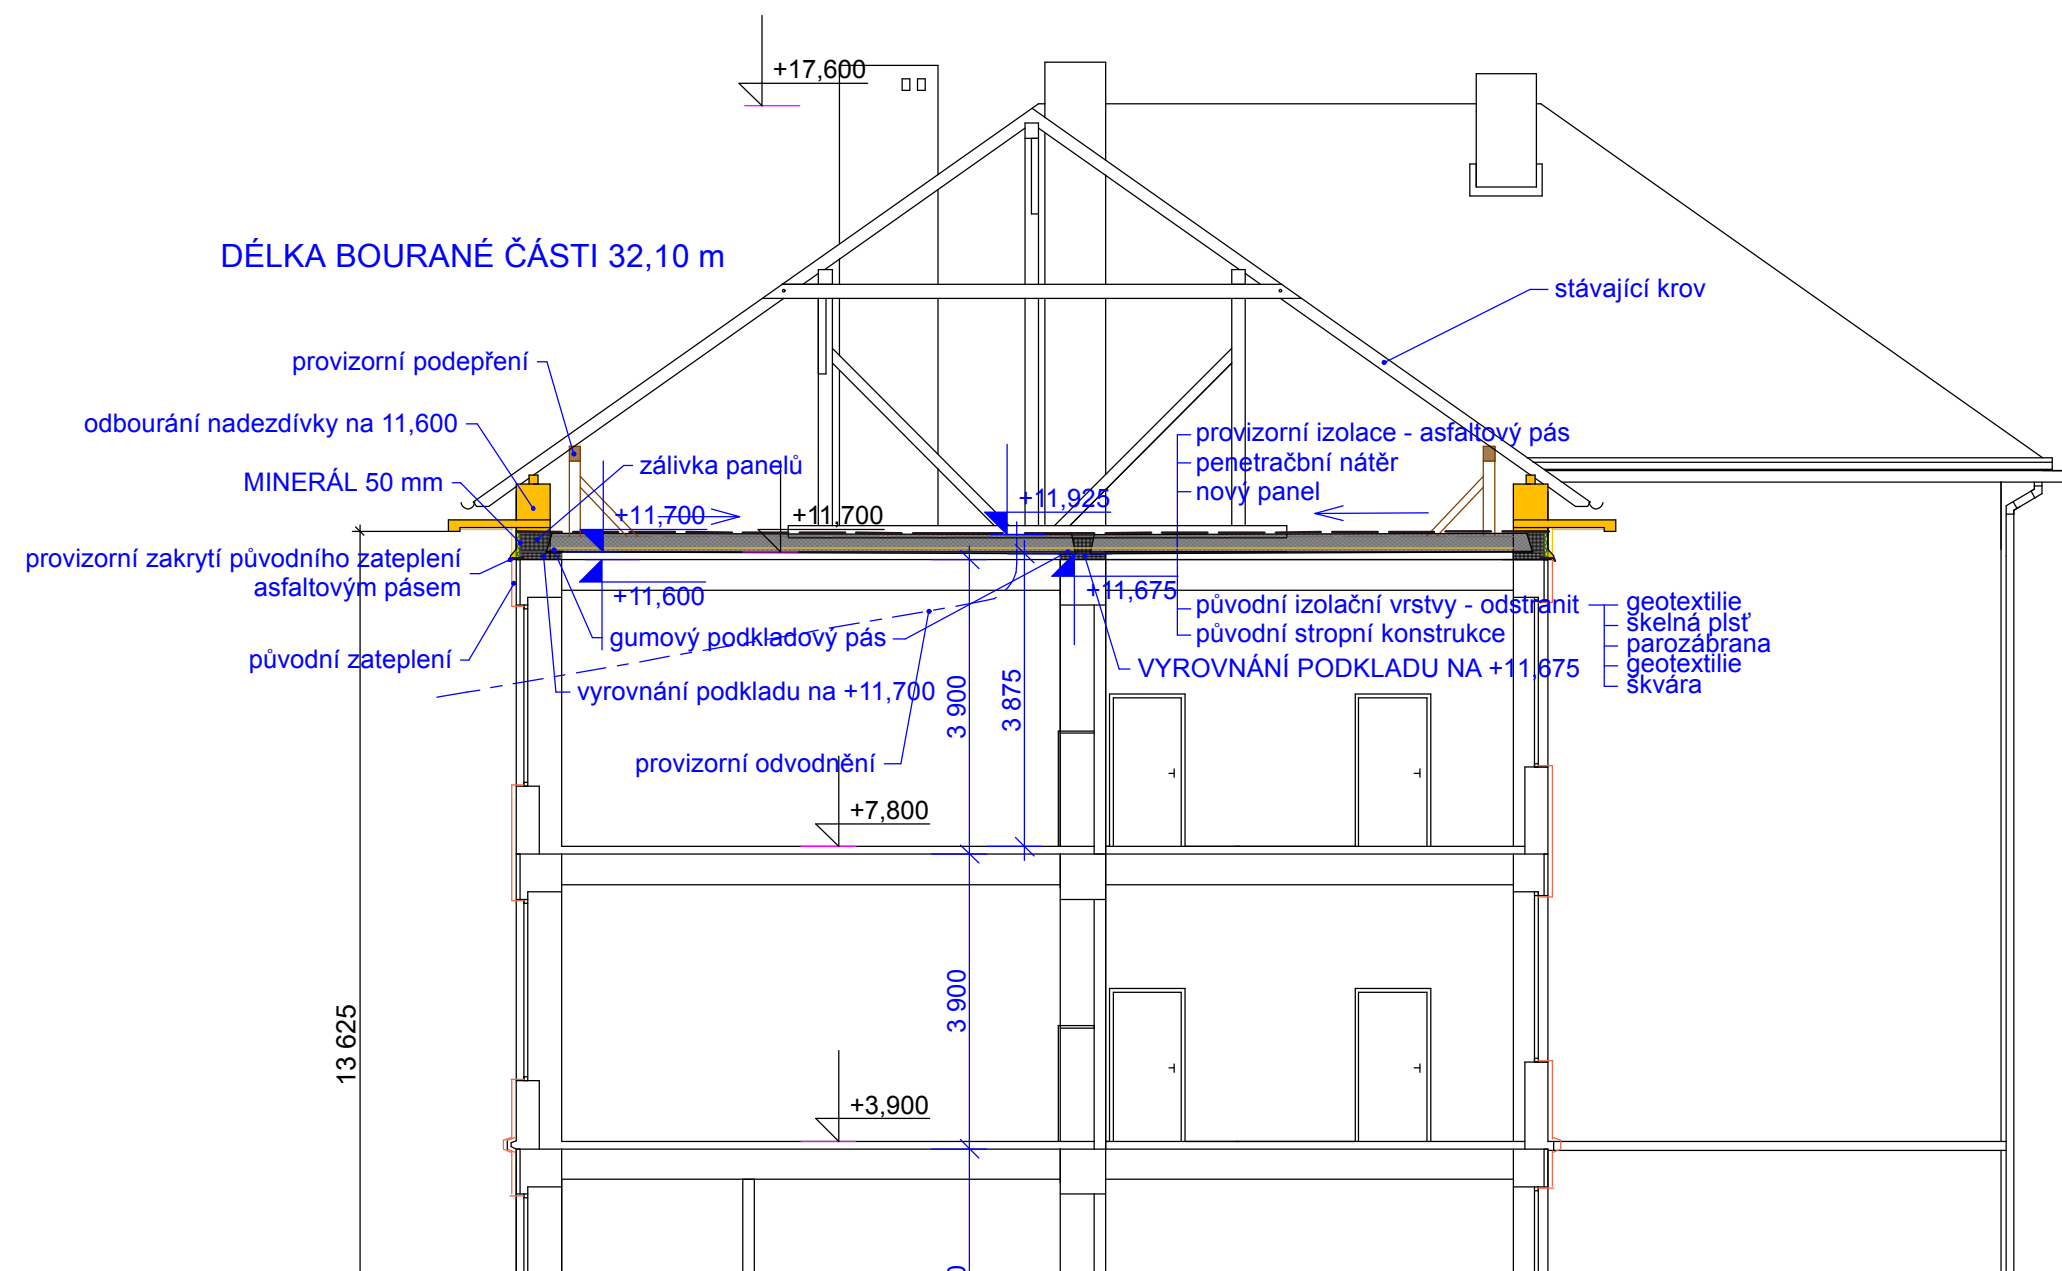 +17,600
DÉLKA BOURANÉ ČÁSTI 32,10 m
stávající krov
provizorní podepření
odbourání nadezdívky na 11,600
provizorní izolace - asfaltový pás
zálivka panelů
penetračbní nátěr
MINERÁL 50 mm
nový panel
+11,925
+11,700
+11,700
provizorní zakrytí původního zateplení
asfaltovým pásem
+11,600
+11,675
původní izolační vrstvy - odstranit
geotextilie
skelná plsť
parozábrana
geotextilie
škvára
původní stropní konstrukce
gumový podkladový pás
původní zateplení
VYROVNÁNÍ PODKLADU NA +11,675
vyrovnání podkladu na +11,700
3 900
3 875
provizorní odvodnění
+7,800
3 900
13 625
+3,900